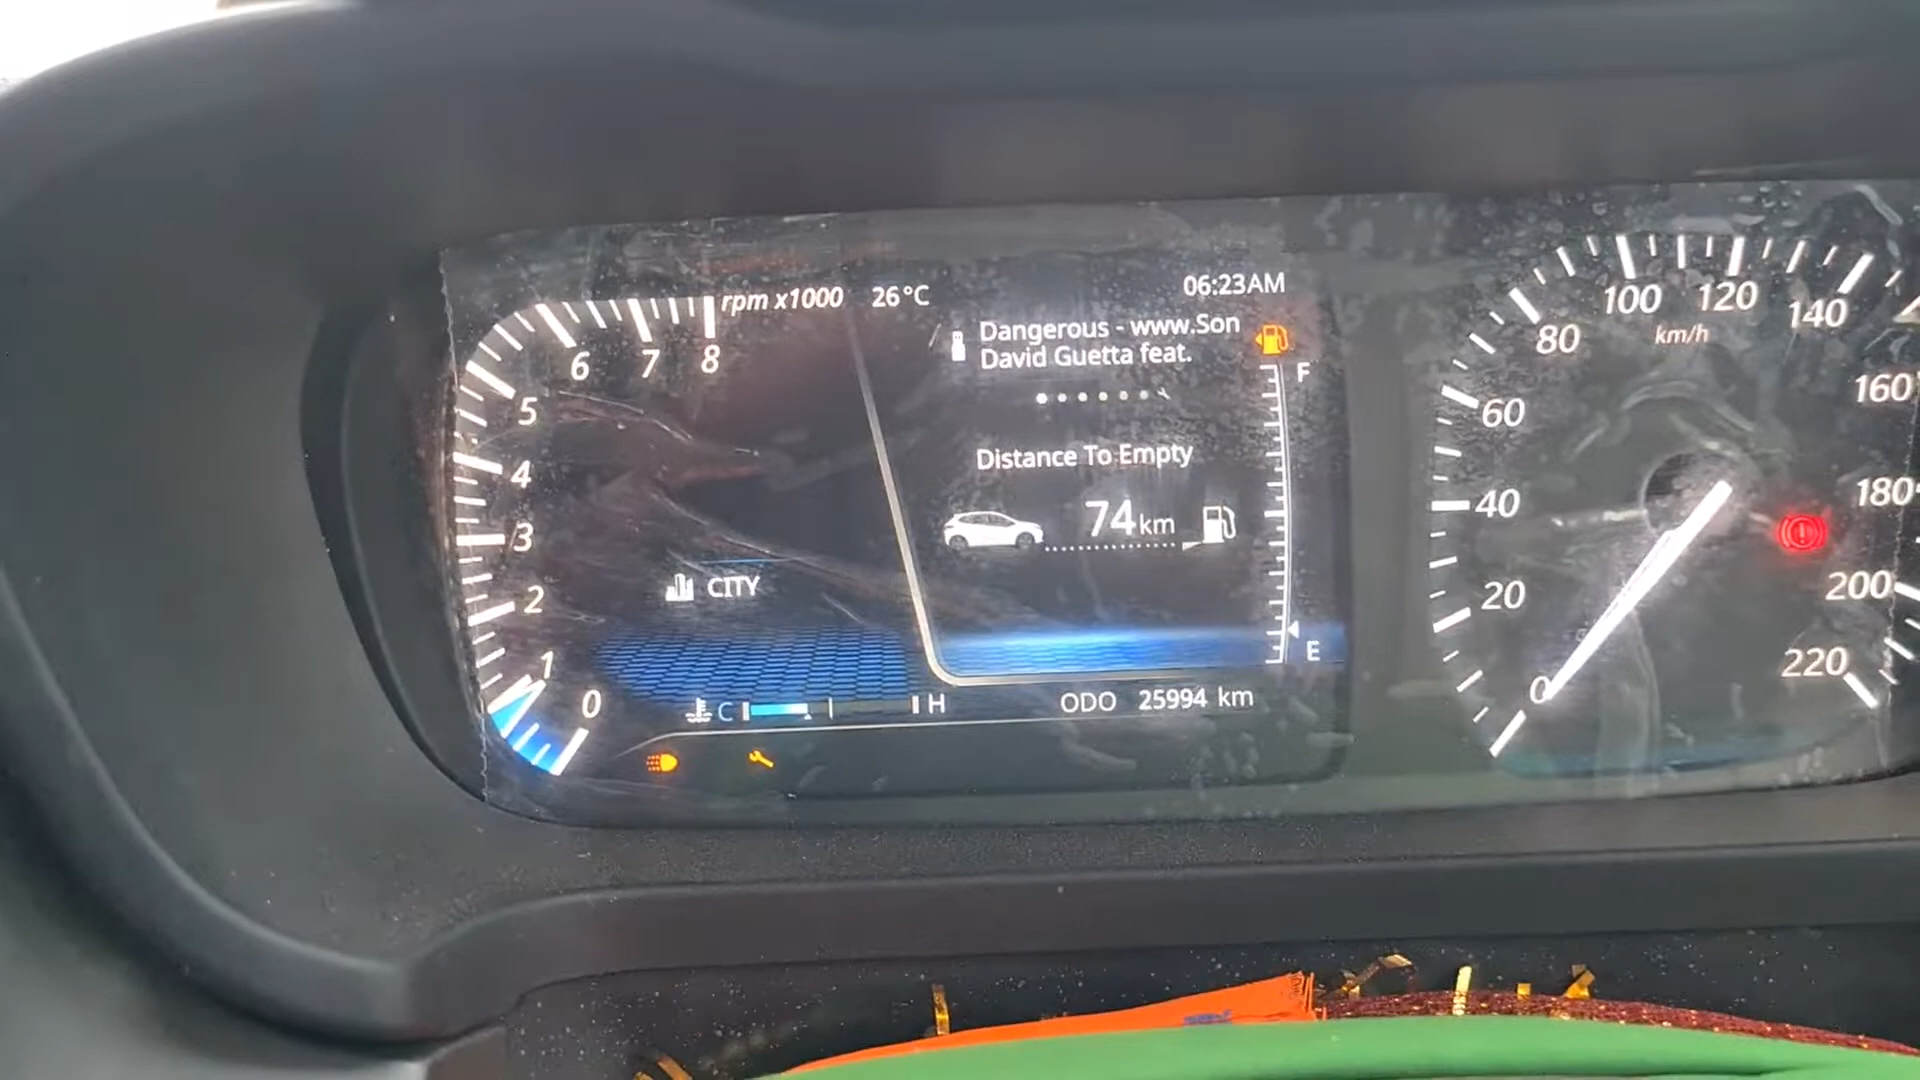 rpm x1000
26°C
06:23AM
Dangerous - www.Son
David Guetta feat.
F
Distance To Empty
74 km
E
CITY
C
H
ODO 25994 km
0
1
2
3
4
5
6
7
8
km/h
0
20
40
60
80
100
120
140
160
180
200
220